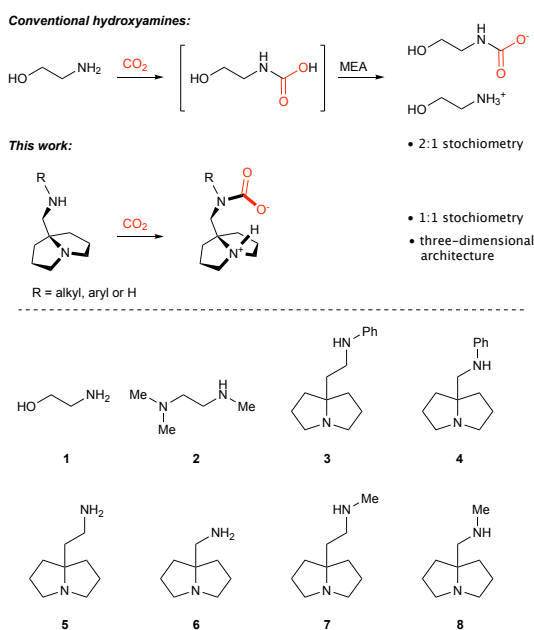 Conventional hydroxyamines:
HO NH2 CO2 HO H N OH O MEA HO H N O- O
HO NH3+
• 2:1 stochiometry
This work:
R NH N CO2 R N O O- H N+
• 1:1 stochiometry
• three-dimensional
architecture
R = alkyl, aryl or H
HO NH2 Me N Me H N Me HN Ph N Ph NH N
1 2 3 4
NH2 N NH2 N HN Me N Me NH N
5 6 7 8